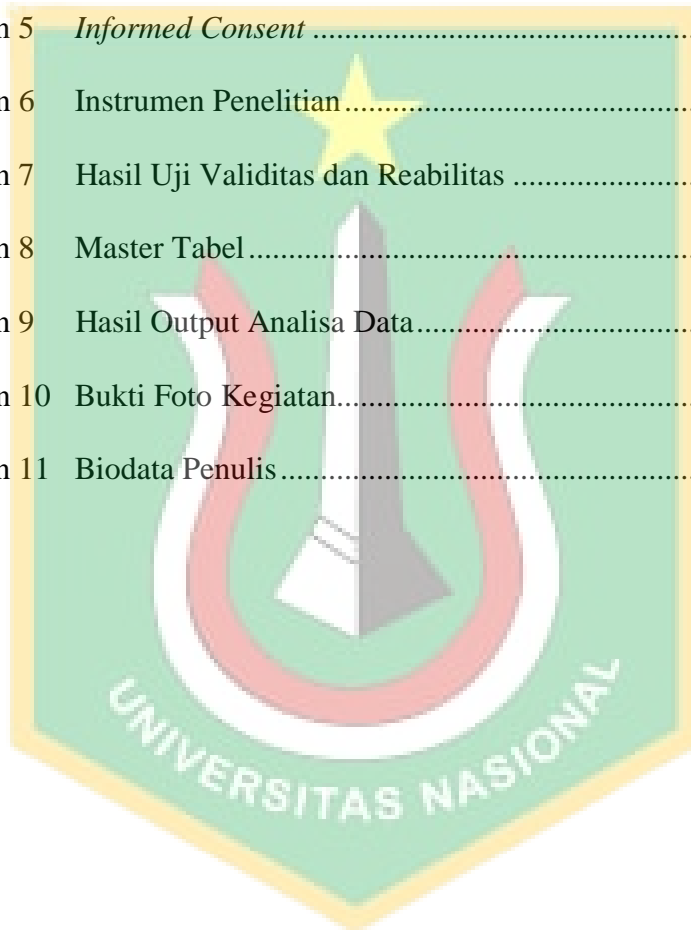 n 5 Informed Consent ................................................
n 6 Instrumen Penelitian ................................................
n 7 Hasil Uji Validitas dan Reabilitas ................................................
n 8 Master Tabel ................................................
n 9 Hasil Output Analisa Data ................................................
n 10 Bukti Foto Kegiatan ................................................
n 11 Biodata Penulis ................................................
UNIVERSITAS NASIONAL